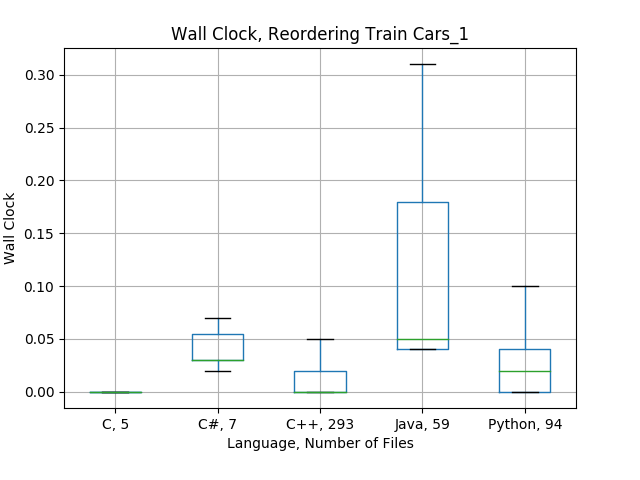 Wall Clock, Reordering Train Cars_1
0.30
0.25
0.20
0.15
0.10
0.05
0.00
Wall Clock
C, 5
C#, 7
C++, 293
Java, 59
Python, 94
Language, Number of Files